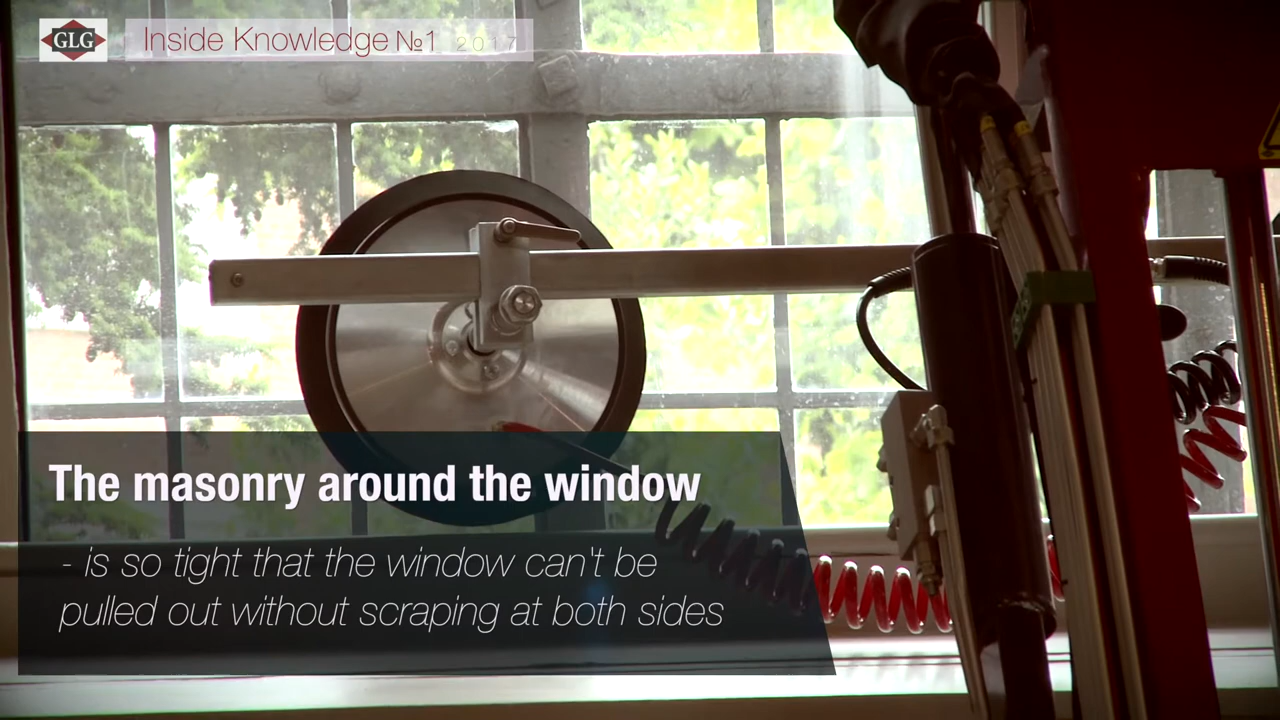 GLG
Inside Knowledge №1 2017
The masonry around the window
- is so tight that the window can't be
pulled out without scraping at both sides